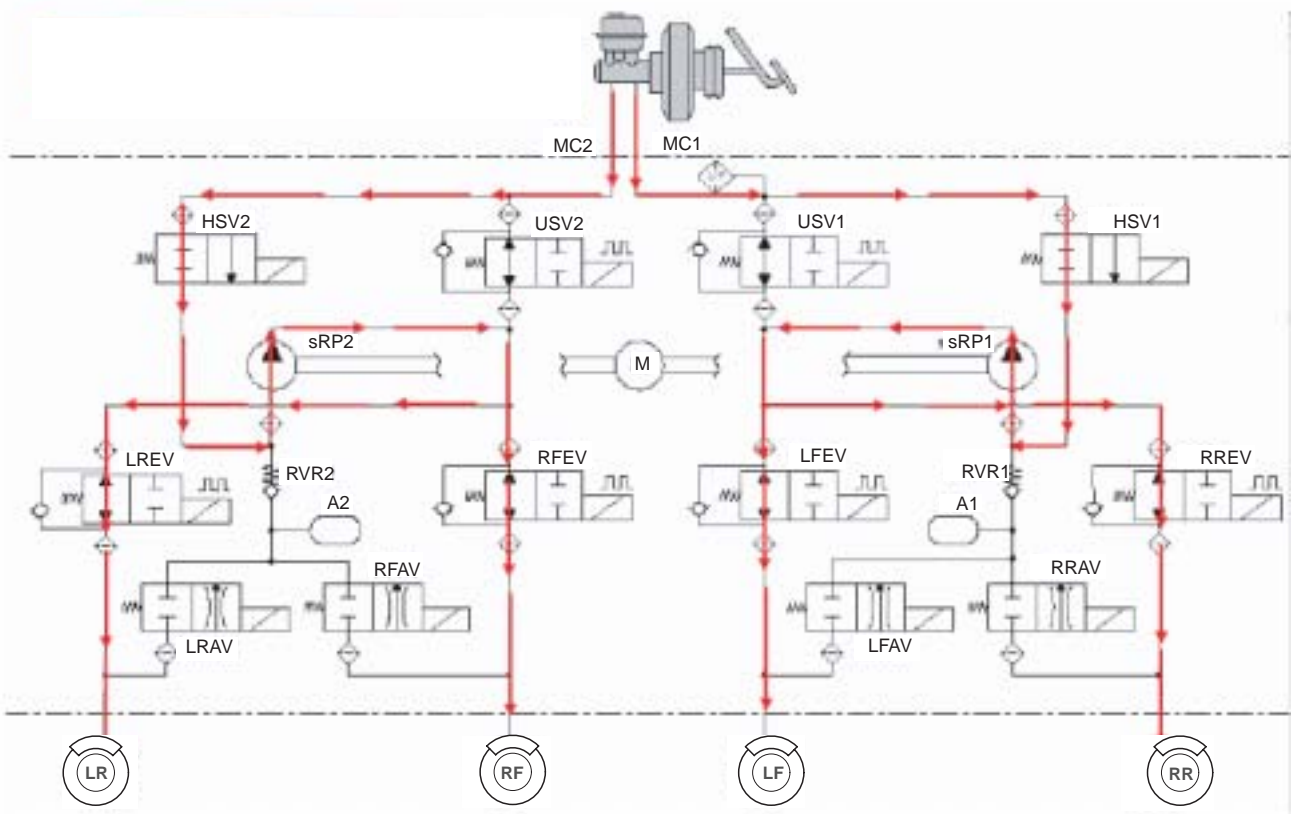 MC2
MC1
HSV2
USV2
USV1
HSV1
sRP2
M
sRP1
LREV
RVR2
RFEV
LFEV
RVR1
RREV
A2
A1
RFAV
RRAV
LRAV
LFAV
LR
RF
LF
RR